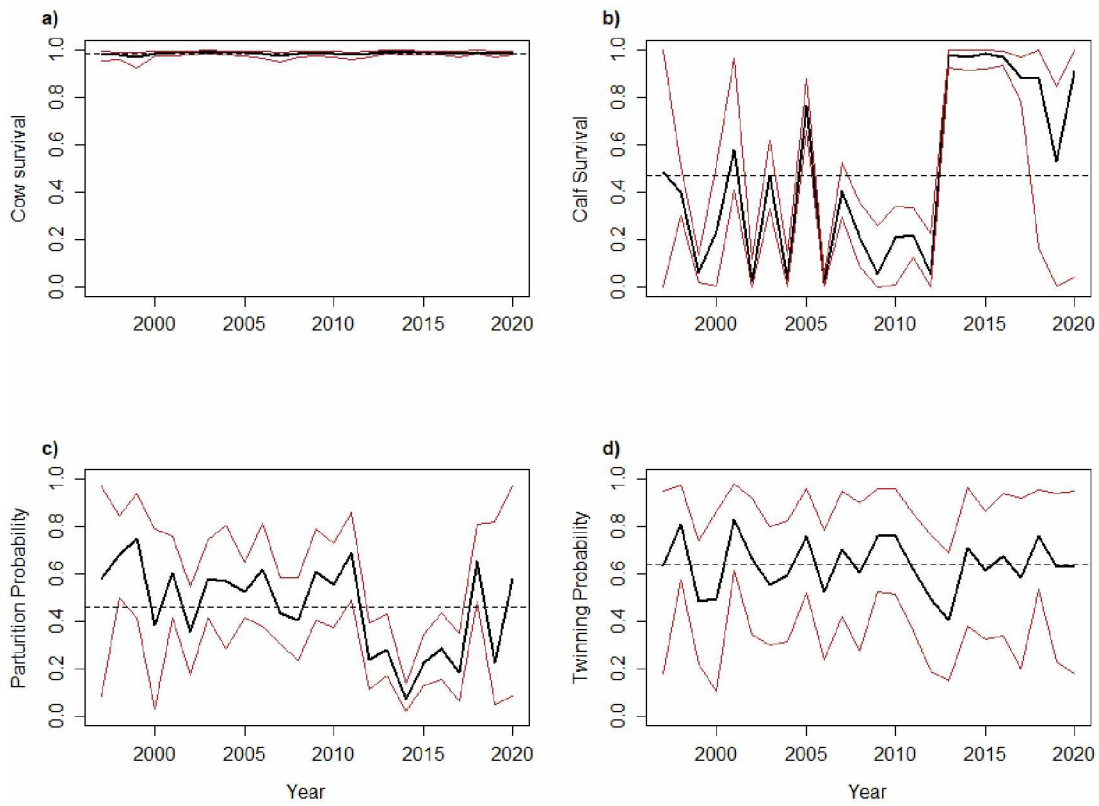 a)
Cow survival
0.0 0.2 0.4 0.6 0.8 1.0
2000 2005 2010 2015 2020
b)
Calf Survival
0.0 0.2 0.4 0.6 0.8 1.0
2000 2005 2010 2015 2020
c)
Parturition Probability
0.0 0.2 0.4 0.6 0.8 1.0
2000 2005 2010 2015 2020
Year
d)
Twinning Probability
0.0 0.2 0.4 0.6 0.8 1.0
2000 2005 2010 2015 2020
Year